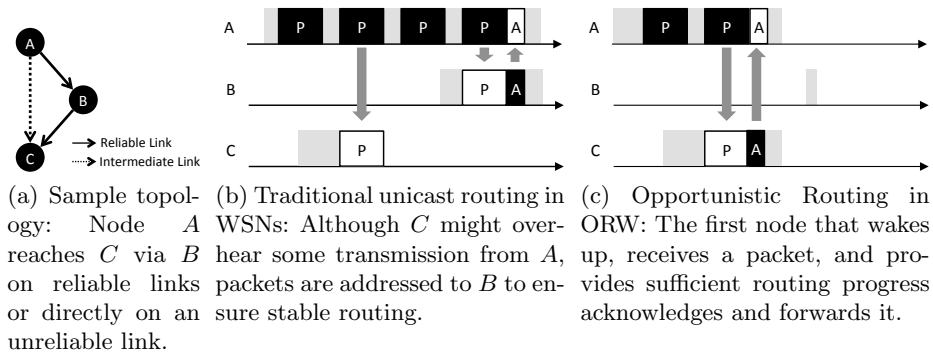 A
B
C
Reliable Link
Intermediate Link
A P P P P A
B P A
C P
A P P A
B
C P A
(a) Sample topol-
ogy: Node A
reaches C via B
on reliable links
or directly on an
unreliable link.
(b) Traditional unicast routing in
WSNs: Although C might over-
hear some transmission from A,
packets are addressed to B to en-
sure stable routing.
(c) Opportunistic Routing in
ORW: The first node that wakes
up, receives a packet, and pro-
vides sufficient routing progress
acknowledges and forwards it.